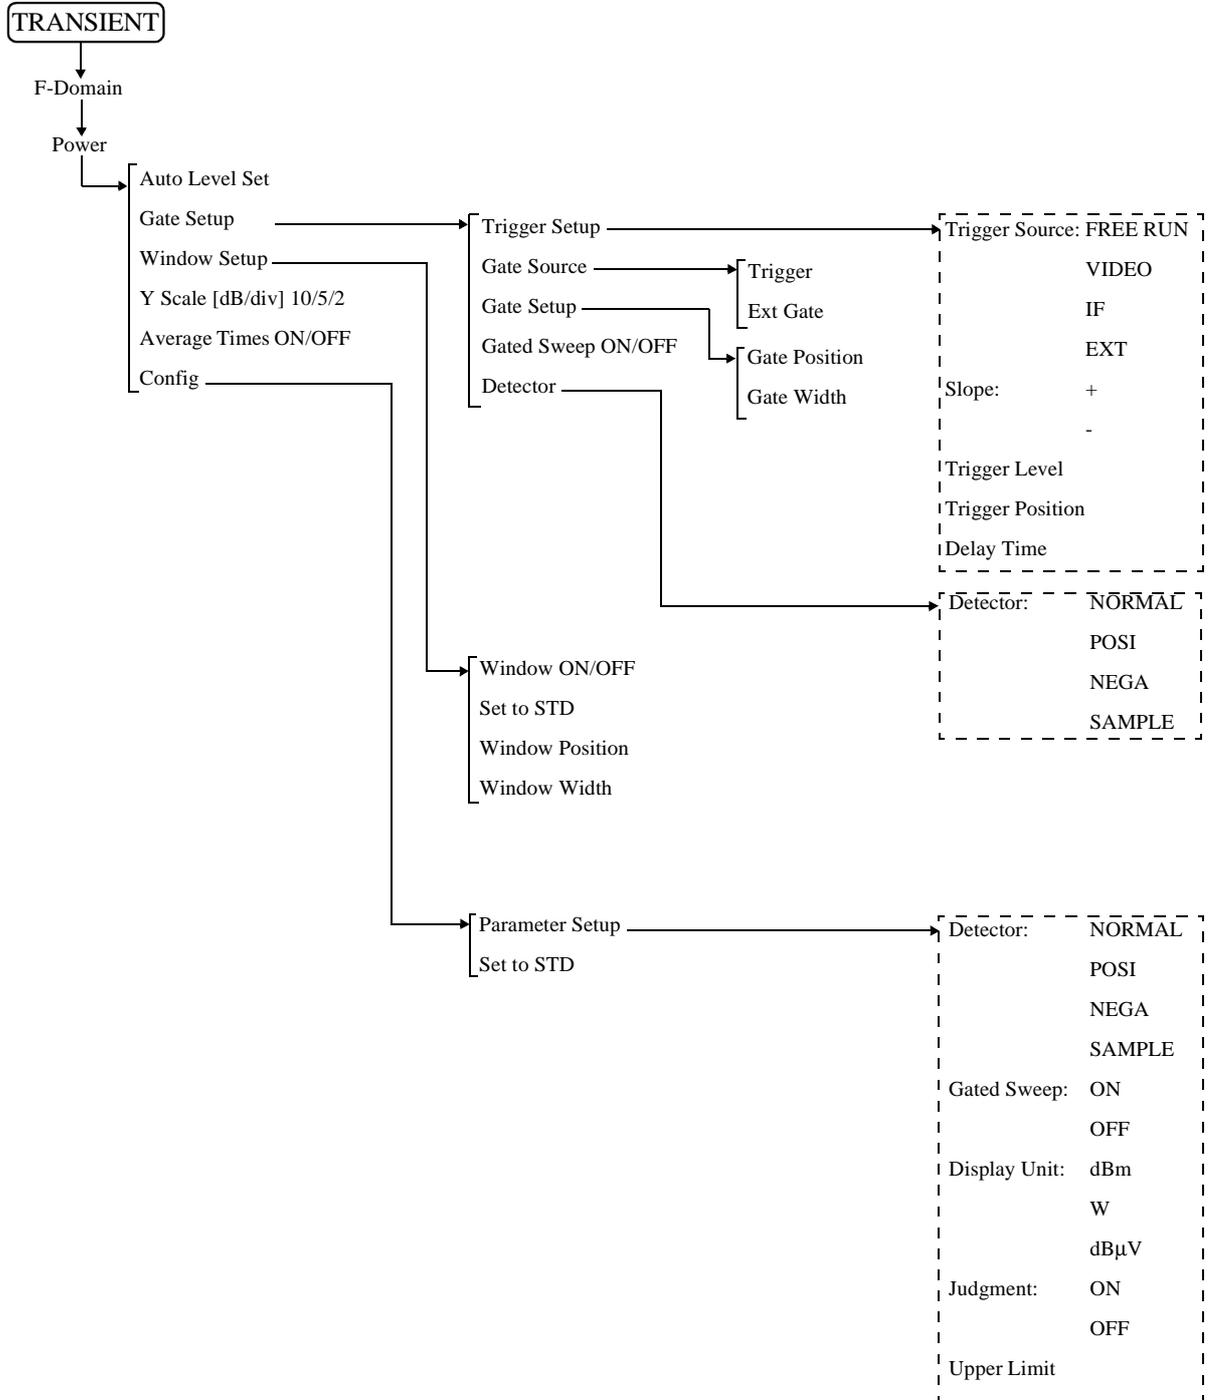 TRANSIENT
F-Domain
Power
Auto Level Set
Gate Setup
Window Setup
Y Scale [dB/div] 10/5/2
Average Times ON/OFF
Config
Trigger Setup
Gate Source
Gate Setup
Gated Sweep ON/OFF
Detector
Trigger
Ext Gate
Gate Position
Gate Width
Trigger Source: FREE RUN
VIDEO
IF
EXT
Slope: +
-
Trigger Level
Trigger Position
Delay Time
Detector: NORMAL
POSI
NEGA
SAMPLE
Window ON/OFF
Set to STD
Window Position
Window Width
Parameter Setup
Set to STD
Detector: NORMAL
POSI
NEGA
SAMPLE
Gated Sweep: ON
OFF
Display Unit: dBm
W
dBμV
Judgment: ON
OFF
Upper Limit